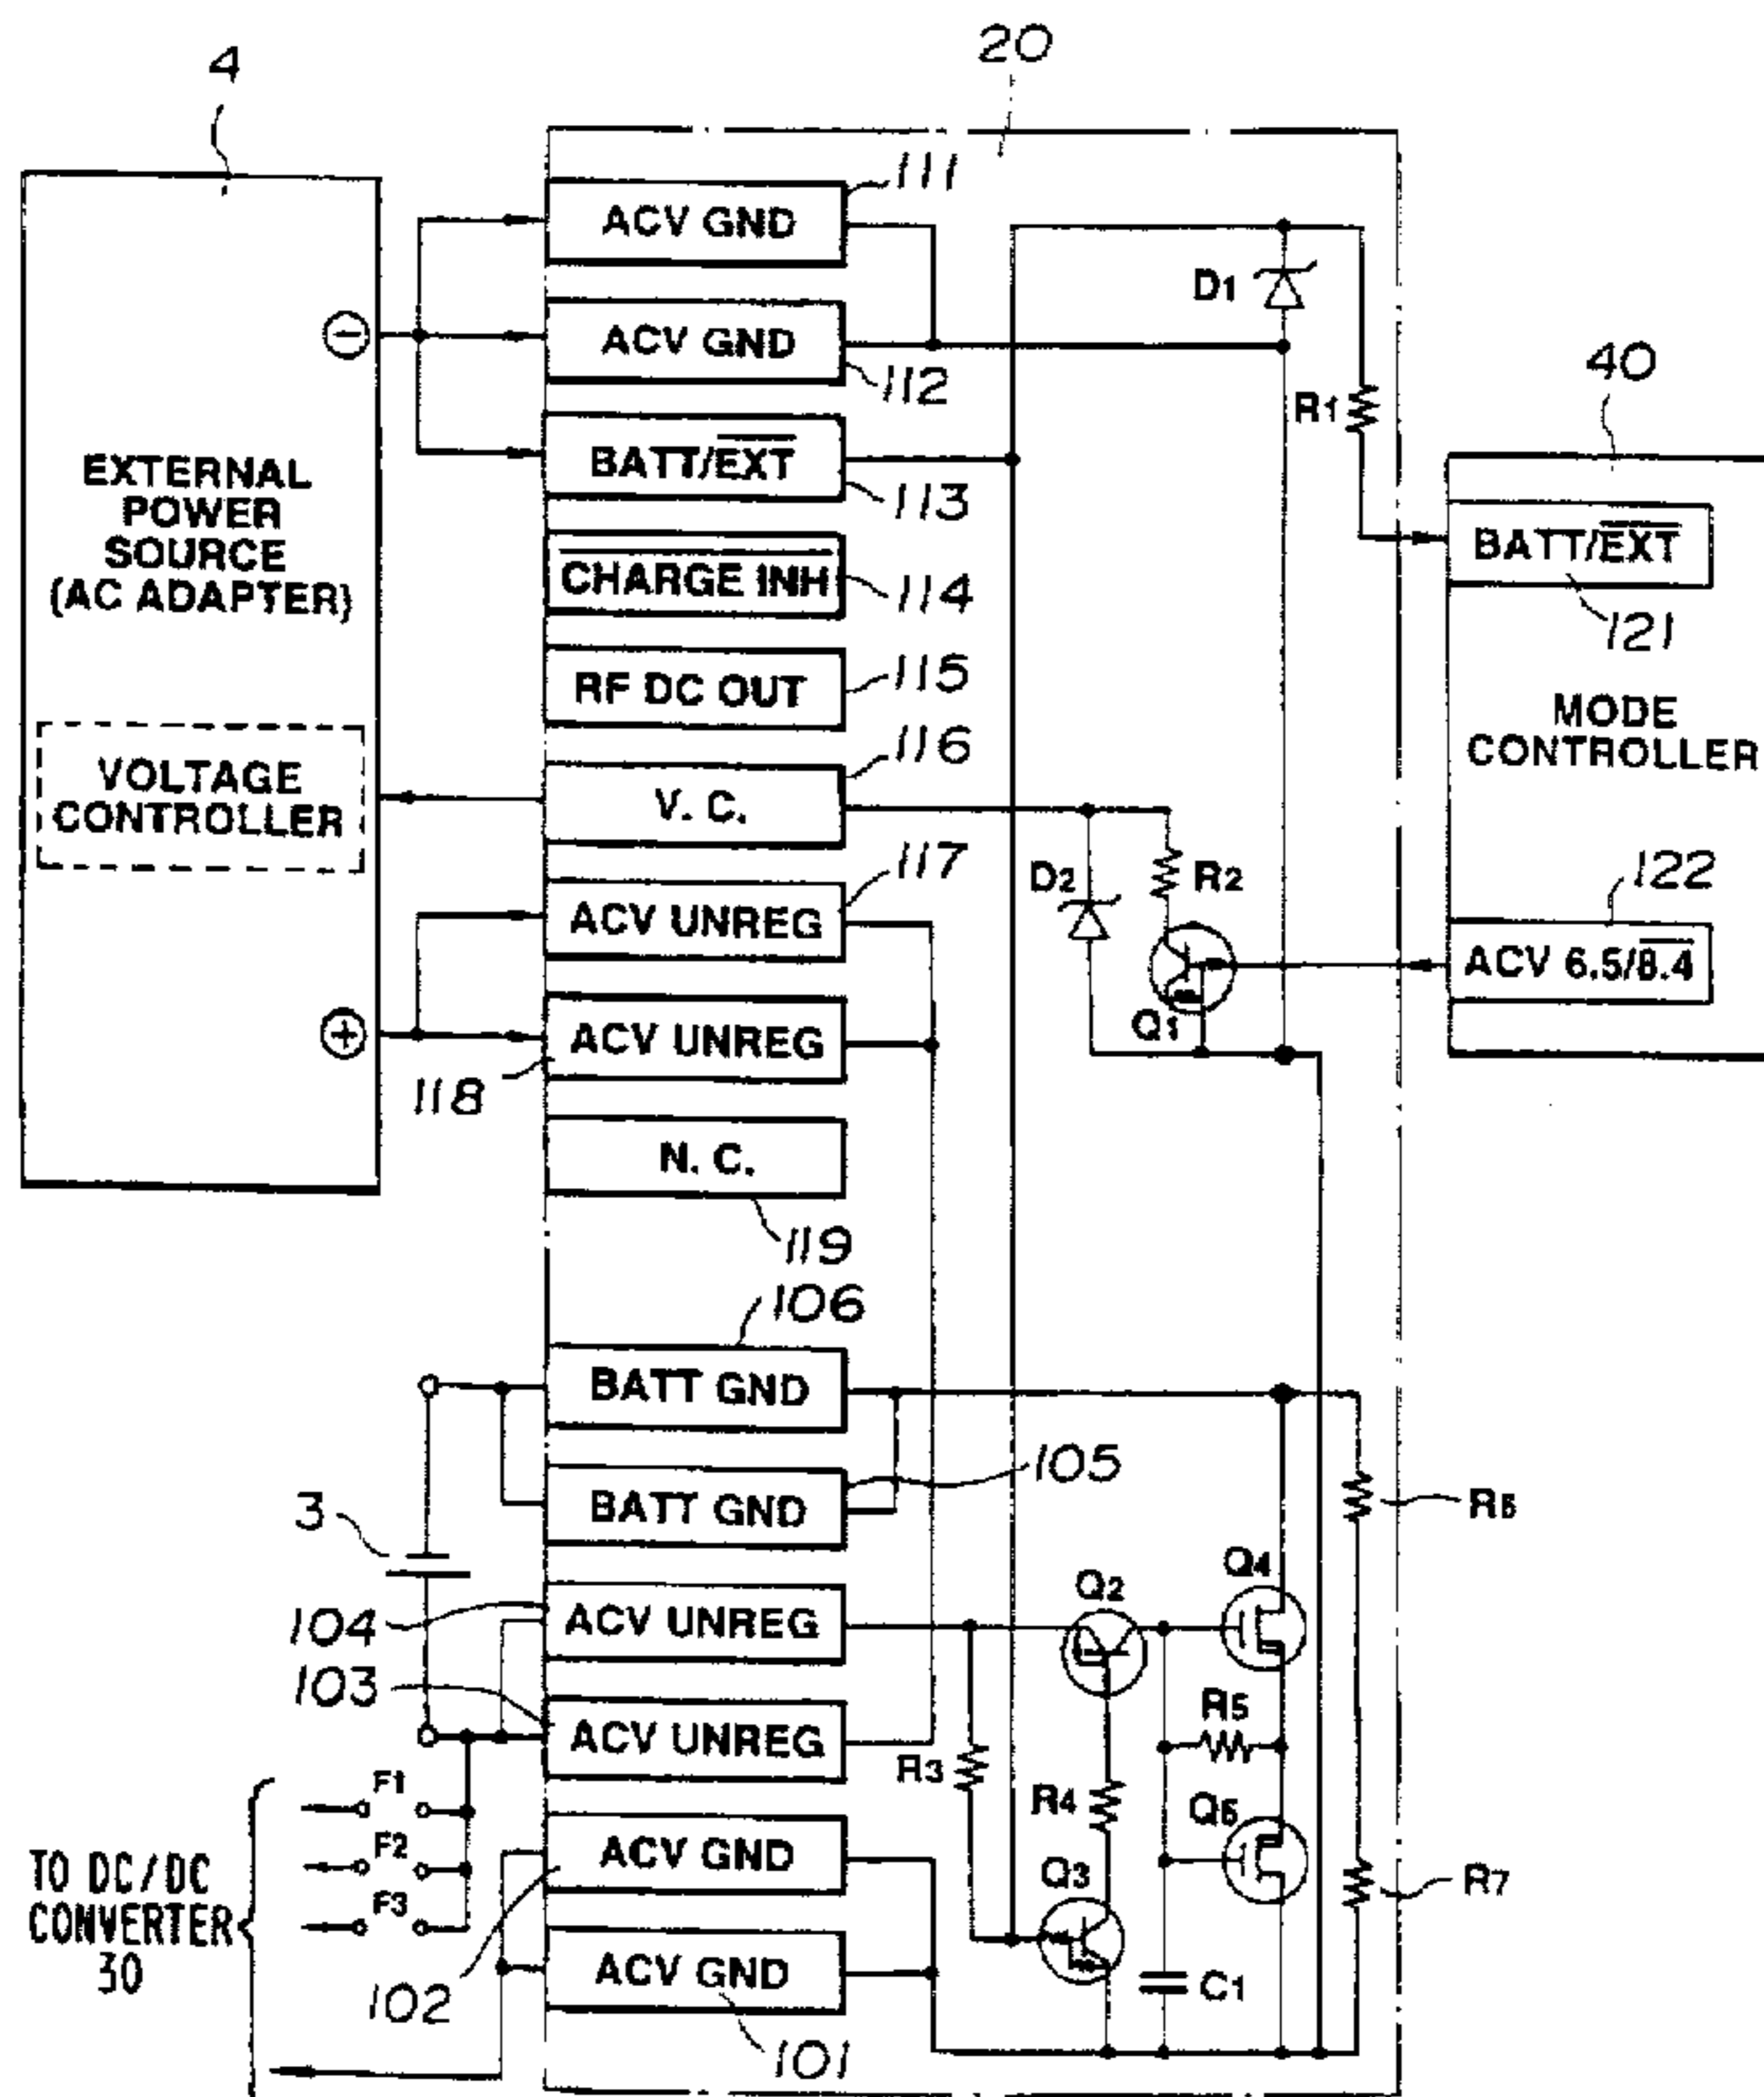 4
20
111
ACV GND
ACV GND
112
BATT/EXT
113
CHARGE INH
114
RF DC OUT
115
116
V. C.
117
ACV UNREG
ACV UNREG
118
N. C.
119
EXTERNAL
POWER
SOURCE
(AC ADAPTER)
VOLTAGE
CONTROLLER
−
+
D1
R1
40
BATT/EXT
121
MODE
CONTROLLER
122
ACV 6.5/8.4
D2
R2
Q1
106
BATT GND
105
BATT GND
3
104
ACV UNREG
103
ACV UNREG
ACV GND
102
ACV GND
101
F1
F2
F3
TO DC/DC
CONVERTER
30
Q2
Q4
R6
R3
R4
R5
Q5
Q3
R7
C1